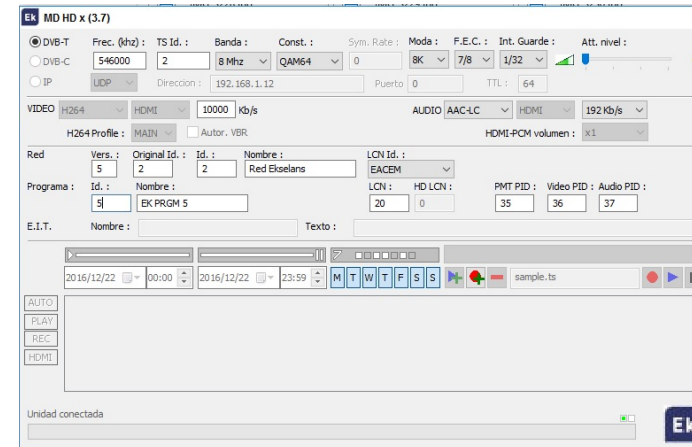 Ek MD HD x (3.7)
DVB-T Frec. (khz) : TS Id. : Banda : Const. : Sym. Rate : Moda : F.E.C. : Int. Guarde : Att. nivel :
DVB-C 546000 2 8 Mhz QAM64 0 8K 7/8 1/32
IP UDP Direccion : 192.168.1.12 Puerto 0 TTL : 64
VIDEO H264 HDMI 10000 Kb/s AUDIO AAC-LC HDMI 192 Kb/s
H264 Profile : MAIN Autor. VBR HDMI-PCM volumen : x1
Red Vers. : Original Id. : Id. : Nombre : LCN Id. :
5 2 2 Red Ekselans EACEM
Programa : Id. : Nombre : LCN : HD LCN : PMT PID : Video PID : Audio PID :
5 EK PRGM 5 20 0 35 36 37
E.I.T. Nombre : Texto :
2016/12/22 00:00 2016/12/22 23:59 M T W T F S S sample.ts
AUTO
PLAY
REC
HDMI
Unidad conectada
Ek